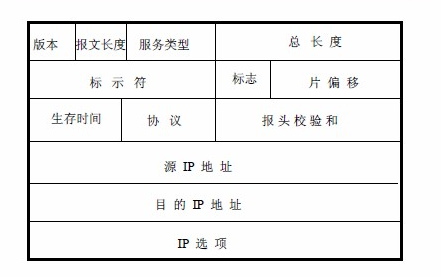 版本 报文长度 服务类型 总 长 度
标 示 符 标志 片 偏 移
生存时间 协 议 报 头 校 验 和
源 IP 地 址
目 的 IP 地 址
IP 选 项